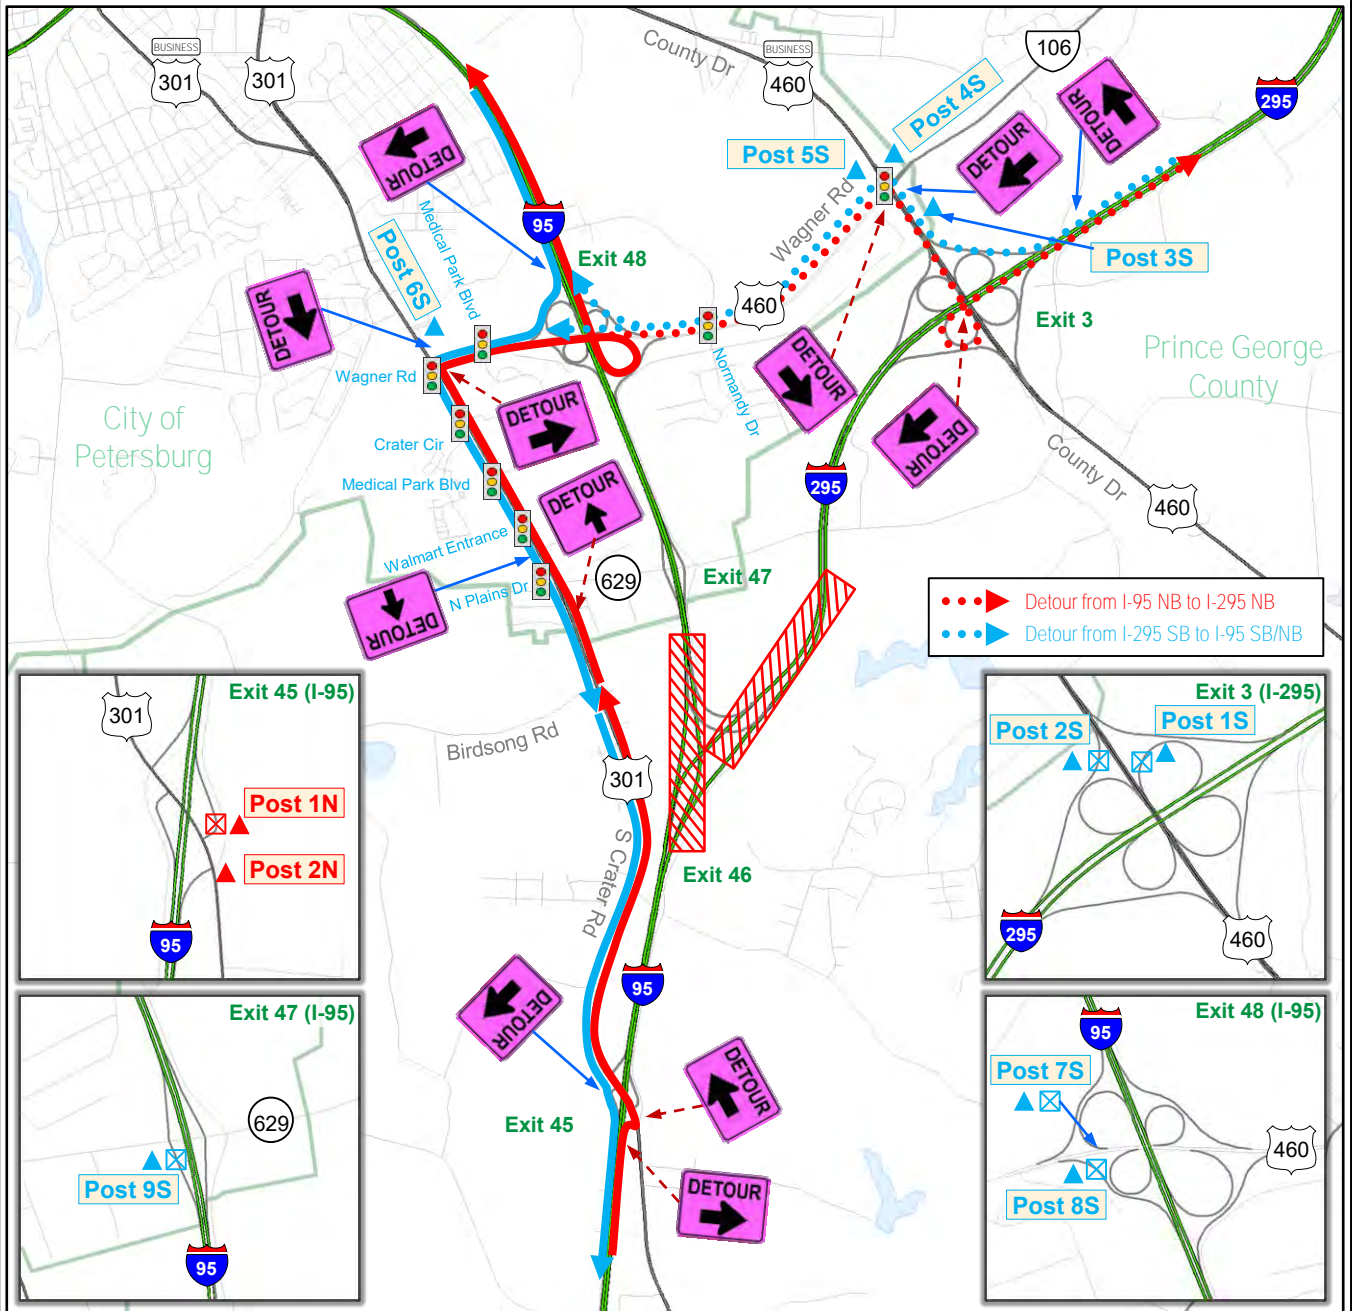 BUSINESS
301
301
County Dr
BUSINESS
460
106
295
DETOUR
DETOUR
DETOUR
Post 4S
Post 5S
Wagner Rd
Medical Park Blvd
95
Exit 48
Post 6S
DETOUR
Post 3S
460
Exit 3
Prince George
County
Wagner Rd
Normandy Dr
DETOUR
DETOUR
DETOUR
City of
Petersburg
Crater Cir
Medical Park Blvd
DETOUR
295
County Dr
460
Walmart Entrance
N Plains Dr
DETOUR
629
Exit 47
Detour from I-95 NB to I-295 NB
Detour from I-295 SB to I-95 SB/NB
Exit 45 (I-95)
301
Post 1N
Post 2N
95
Birdsong Rd
301
S Crater Rd
Exit 46
Exit 3 (I-295)
Post 2S
Post 1S
295
460
95
DETOUR
DETOUR
Exit 45
DETOUR
Exit 47 (I-95)
629
Post 9S
95
Exit 48 (I-95)
95
Post 7S
460
Post 8S